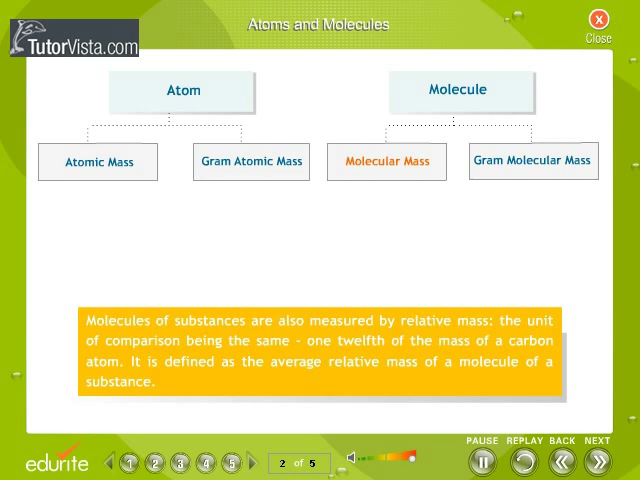 Atoms and Molecules
Close
TutorVista.com
Atom
Molecule
Atomic Mass
Gram Atomic Mass
Molecular Mass
Gram Molecular Mass
Molecules of substances are also measured by relative mass: the unit
of comparison being the same - one twelfth of the mass of a carbon
atom. It is defined as the average relative mass of a molecule of a
substance.
PAUSE REPLAY BACK NEXT
edurite
1 2 3 4 5
2 of 5